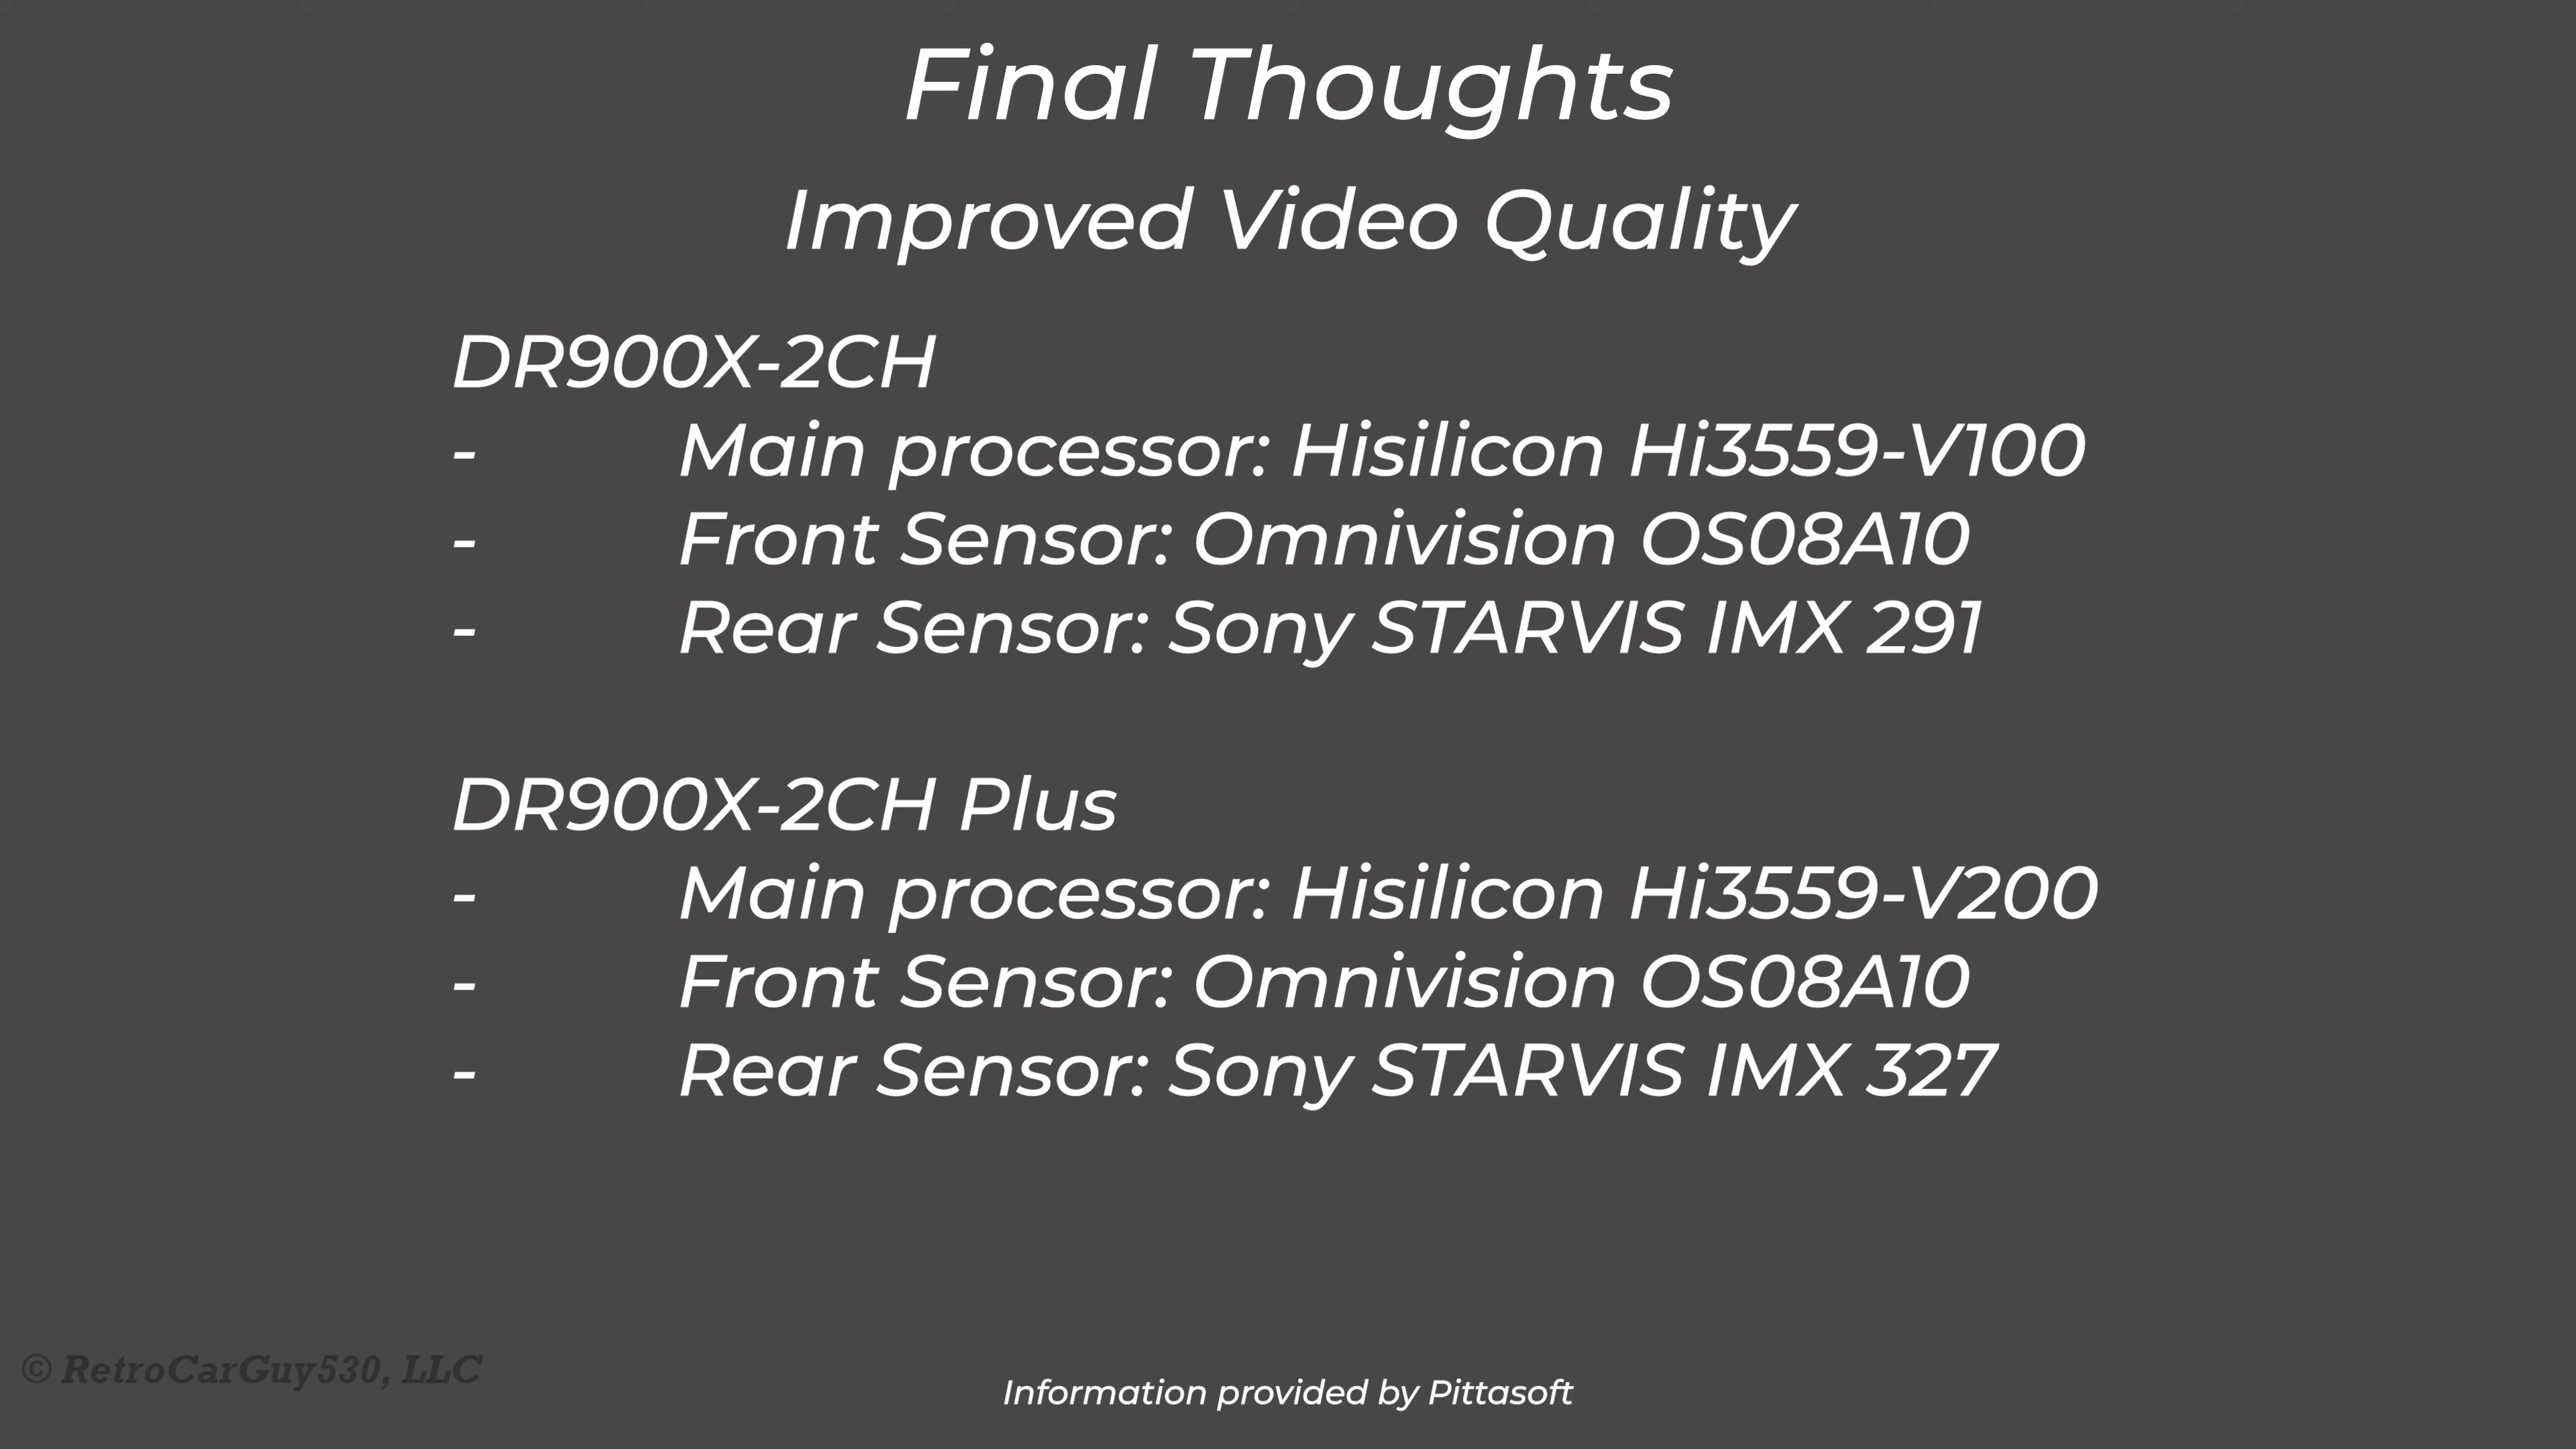 Final Thoughts
Improved Video Quality
DR900X-2CH
- Main processor: Hisilicon Hi3559-V100
- Front Sensor: Omnivision OS08A10
- Rear Sensor: Sony STARVIS IMX 291
DR900X-2CH Plus
- Main processor: Hisilicon Hi3559-V200
- Front Sensor: Omnivision OS08A10
- Rear Sensor: Sony STARVIS IMX 327
© RetroCarGuy530, LLC
Information provided by Pittasoft